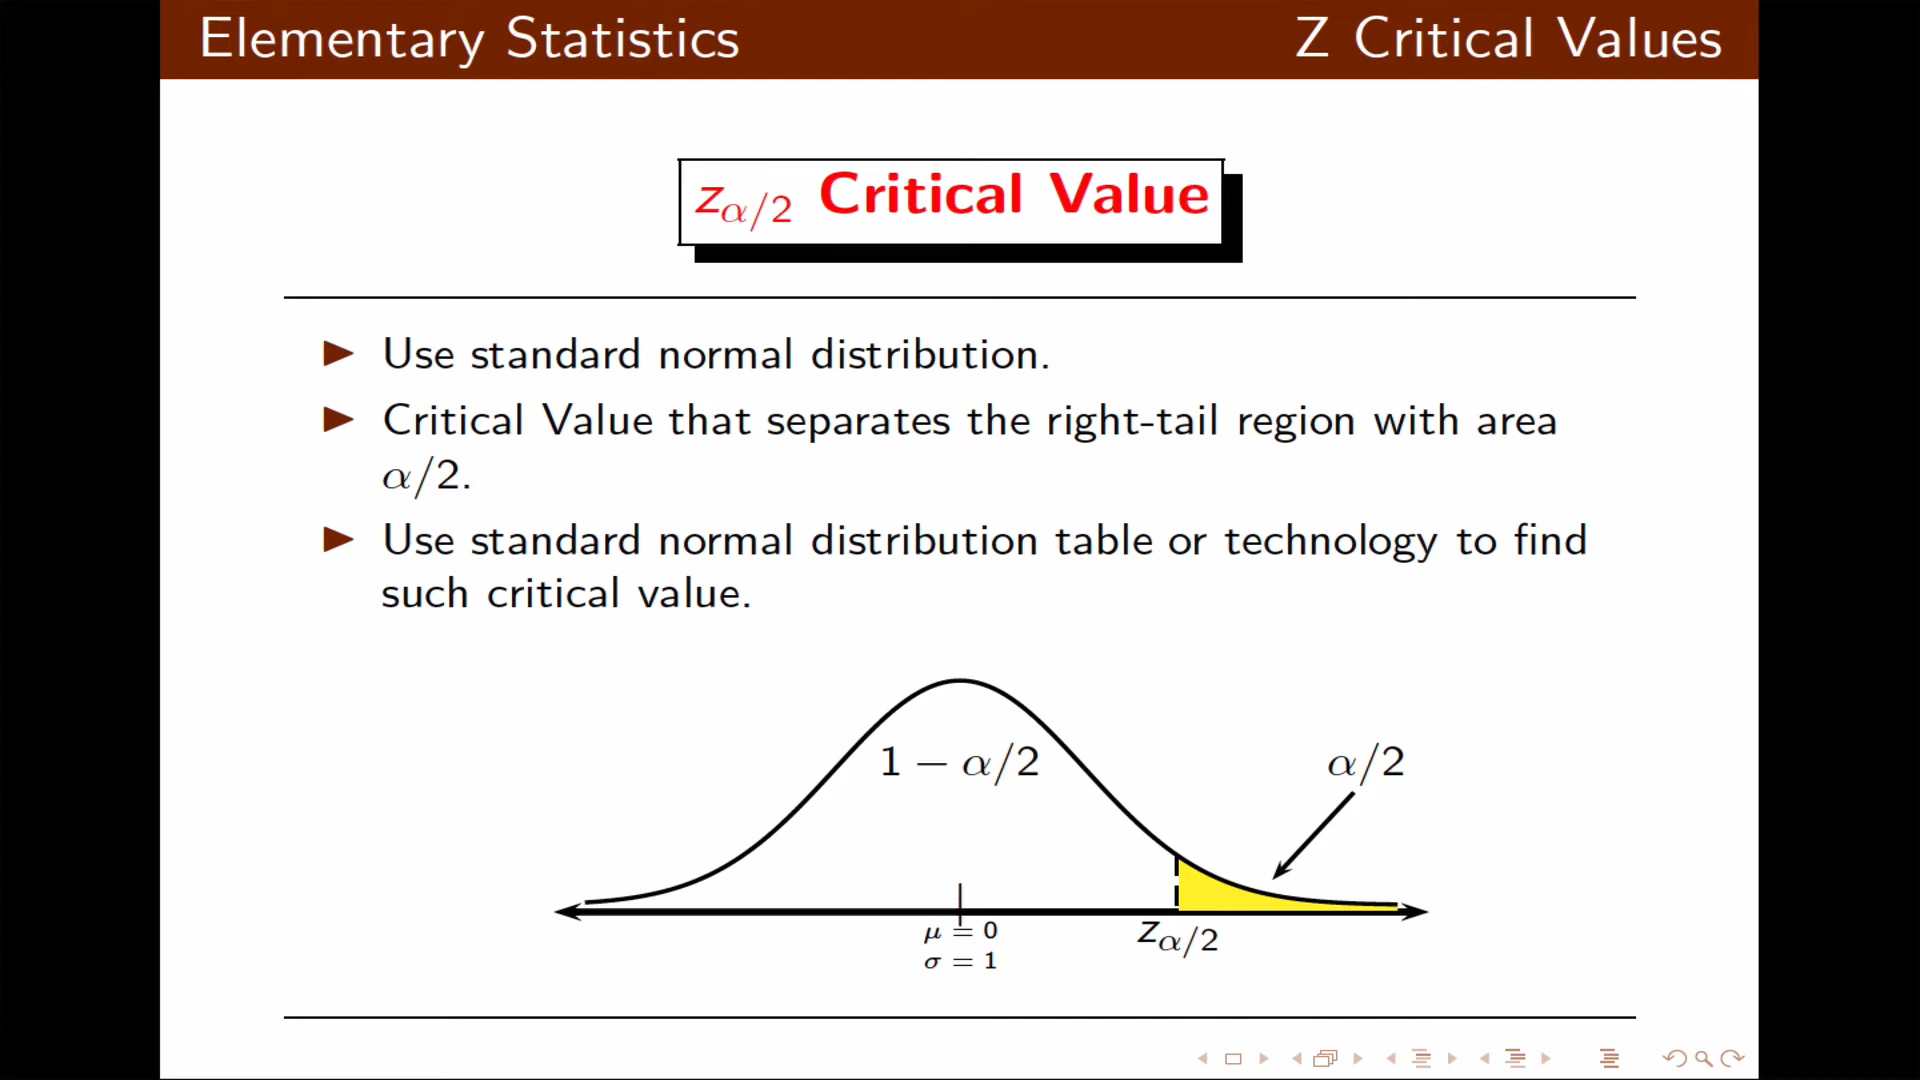 Elementary Statistics Z Critical Values
z_{α/2} Critical Value
Use standard normal distribution.
Critical Value that separates the right-tail region with area
α/2.
Use standard normal distribution table or technology to find
such critical value.
1 − α/2
α/2
μ = 0
σ = 1
z_{α/2}